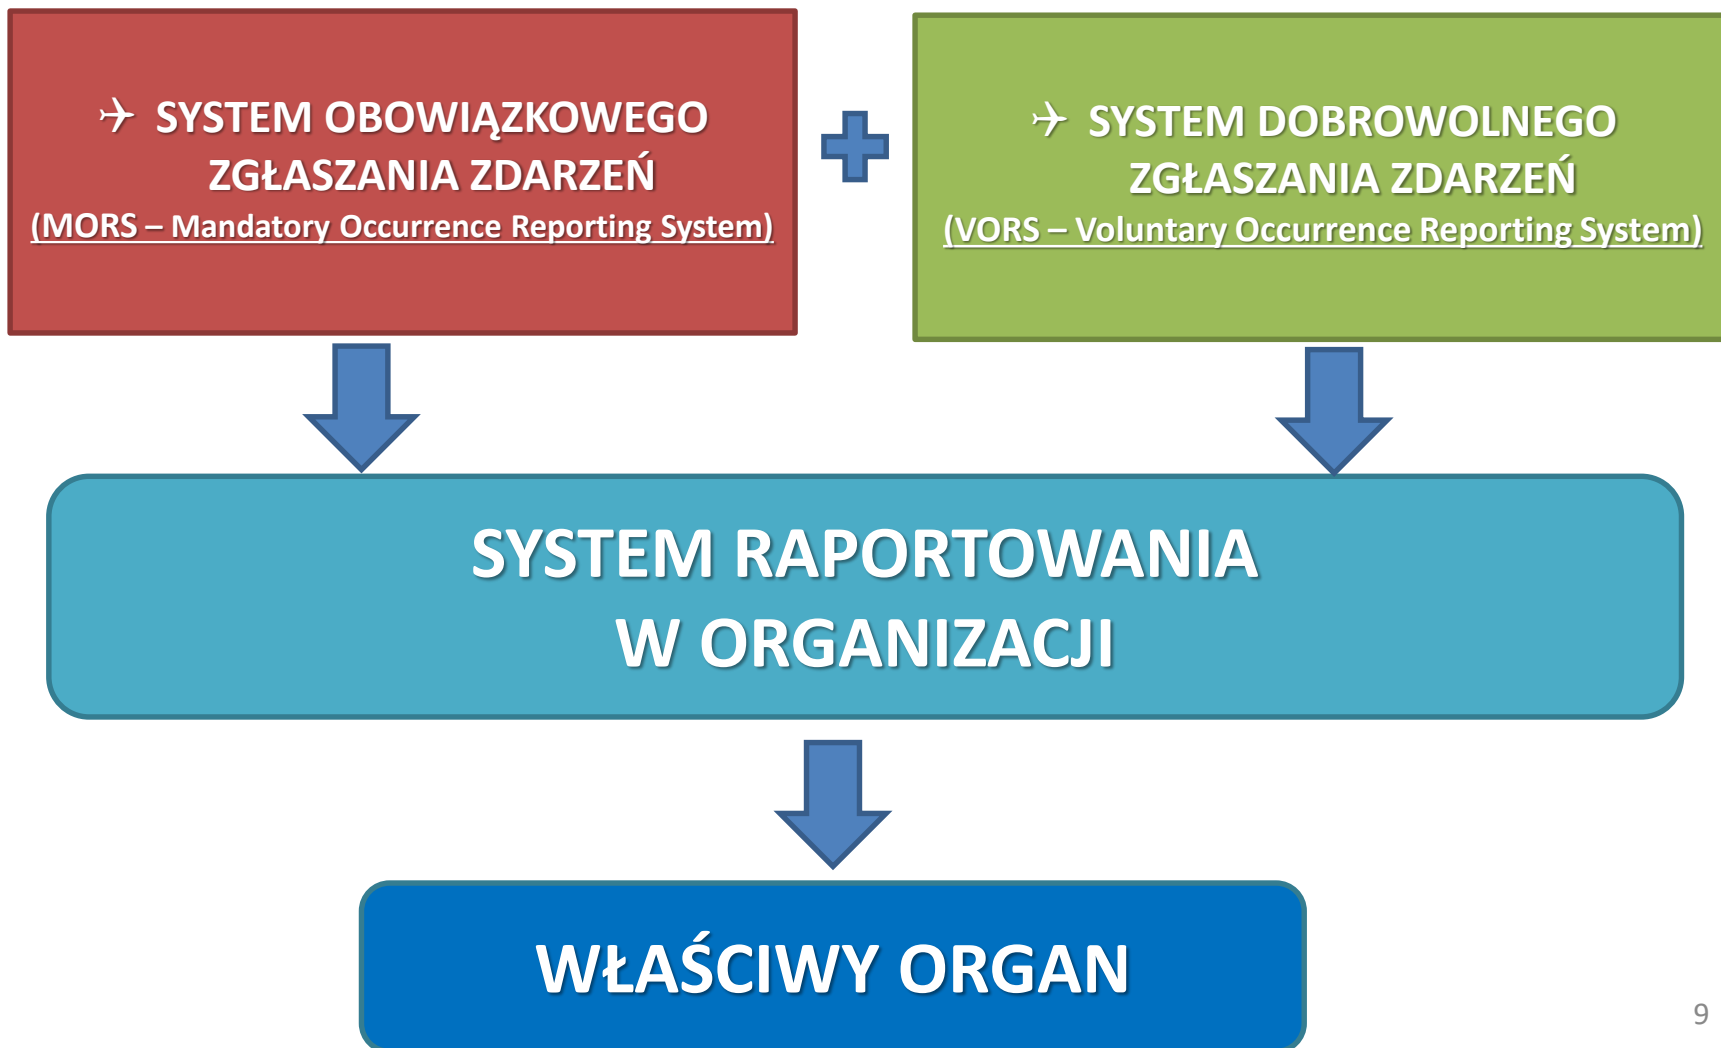 ✈ SYSTEM OBOWIĄZKOWEGO
ZGŁASZANIA ZDARZEŃ
(MORS – Mandatory Occurrence Reporting System)
✈ SYSTEM DOBROWOLNEGO
ZGŁASZANIA ZDARZEŃ
(VORS – Voluntary Occurrence Reporting System)
SYSTEM RAPORTOWANIA
W ORGANIZACJI
WŁAŚCIWY ORGAN
9